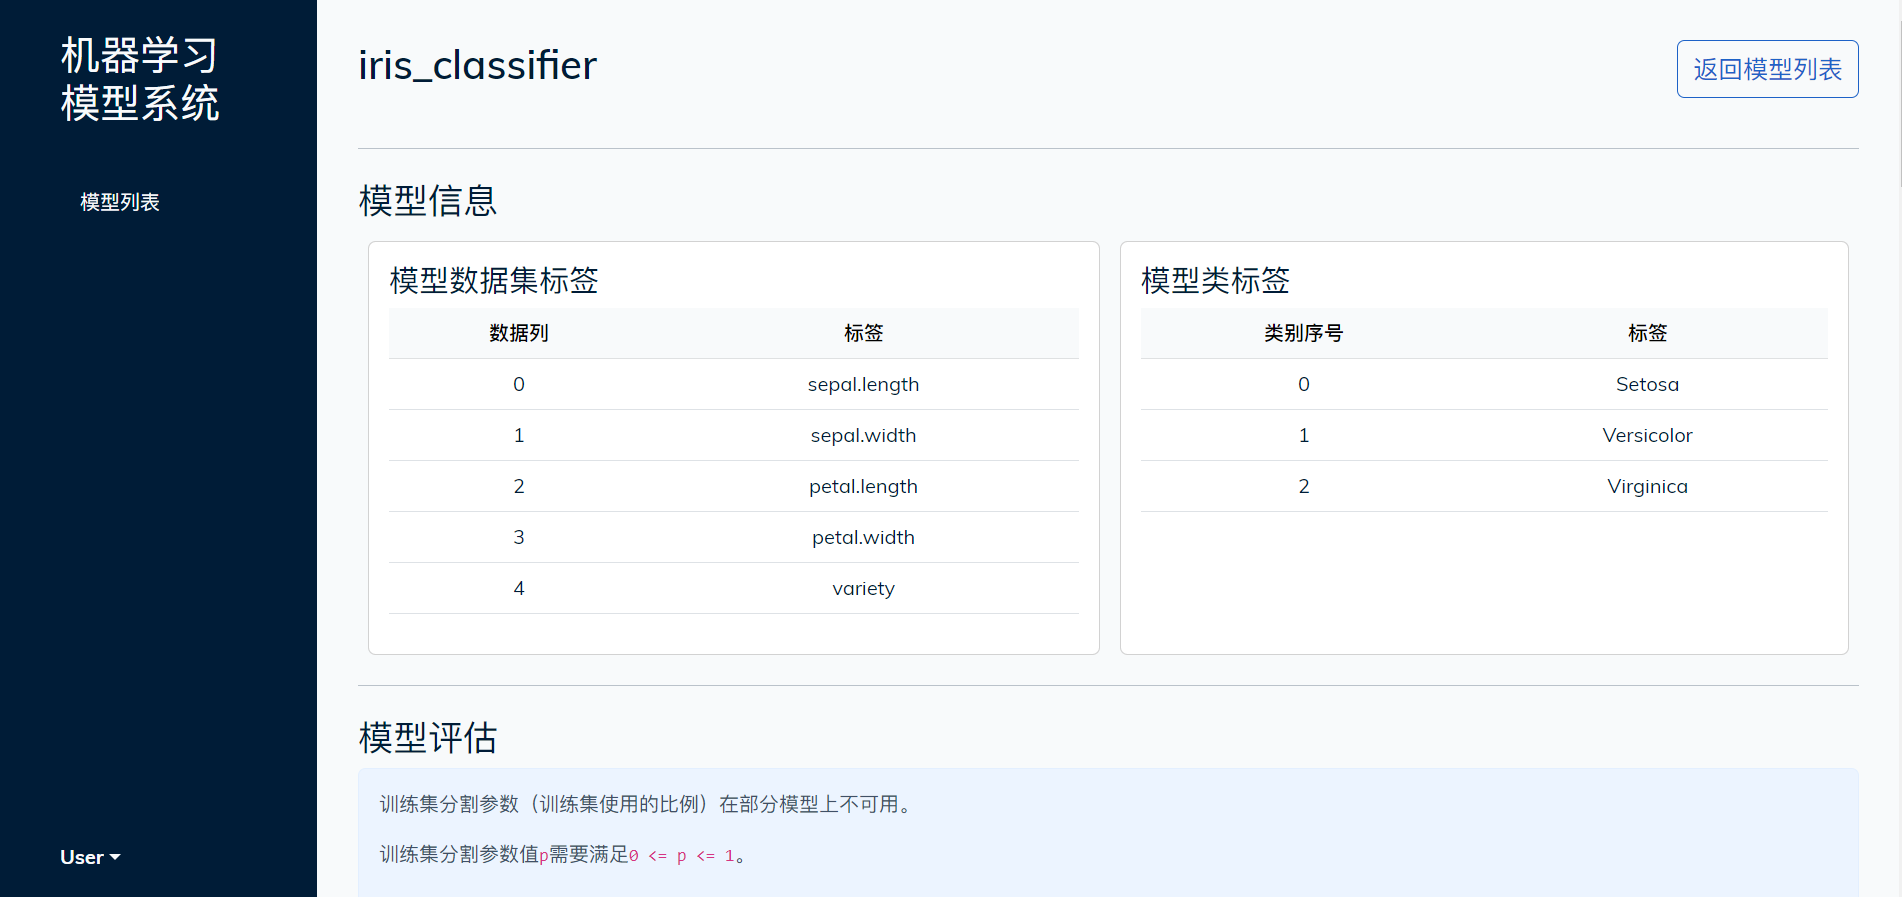 机器学习
模型系统
模型列表
User
iris_classifier
返回模型列表
模型信息
模型数据集标签
数据列 标签
0 sepal.length
1 sepal.width
2 petal.length
3 petal.width
4 variety
模型类标签
类别序号 标签
0 Setosa
1 Versicolor
2 Virginica
模型评估
训练集分割参数（训练集使用的比例）在部分模型上不可用。
训练集分割参数值p需要满足0 <= p <= 1。